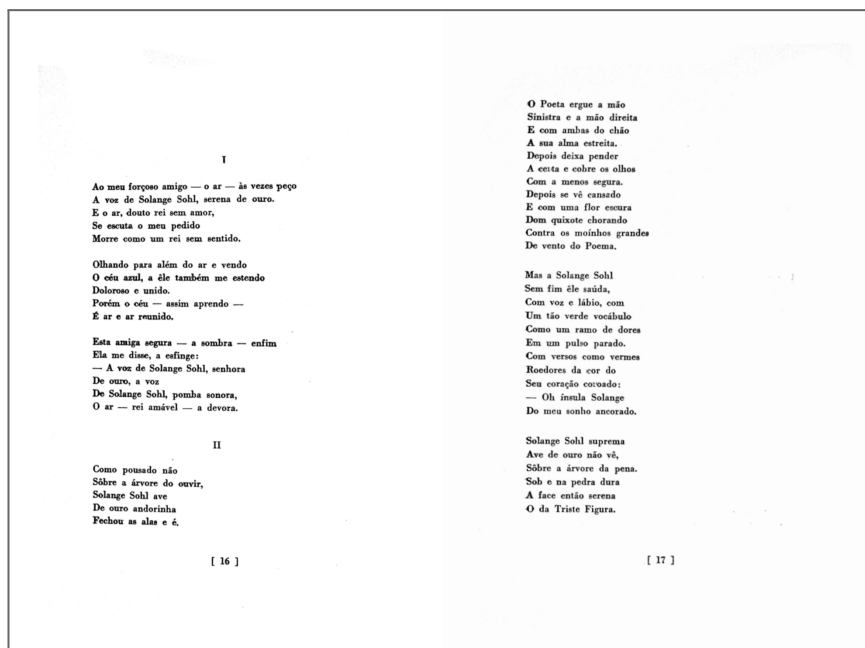 I
Ao meu forçoso amigo — o ar — às vezes peço
A voz de Solange Sohl, serena de ouro.
E o ar, douto rei sem amor,
Se escuta o meu pedido
Morre como um rei sem sentido.
Olhando para além do ar e vendo
O céu azul, a êle também me estendo
Doloroso e unido.
Porém o céu — assim aprendo —
É ar e ar reunido.
Esta amiga segura — a sombra — enfim
Ela me disse, a esfinge:
— A voz de Solange Sohl, senhora
De ouro, a voz
De Solange Sohl, pomba sonora,
O ar — rei amável — a devora.
II
Como pousado não
Sôbre a árvore do ouvir,
Solange Sohl ave
De ouro andorinha
Fechou as alas e é.
[ 16 ]
O Poeta ergue a mão
Sinistra e a mão direita
E com ambas do chão
A sua alma estreita.
Depois deixa pender
A certa e cobre os olhos
Com a menos segura.
Depois se vê cansado
E com uma flor escura
Dom quixote chorando
Contra os moínhos grandes
De vento do Poema.
Mas a Solange Sohl
Sem fim êle saúda,
Com voz e lábio, com
Um tão verde vocábulo
Como um ramo de dores
Em um pulso parado.
Com versos como vermes
Roedores da cor do
Seu coração coroado:
— Oh ínsula Solange
Do meu sonho ancorado.
Solange Sohl suprema
Ave de ouro não vê,
Sôbre a árvore da pena.
Sob e na pedra dura
A face então serena
O da Triste Figura.
[ 17 ]